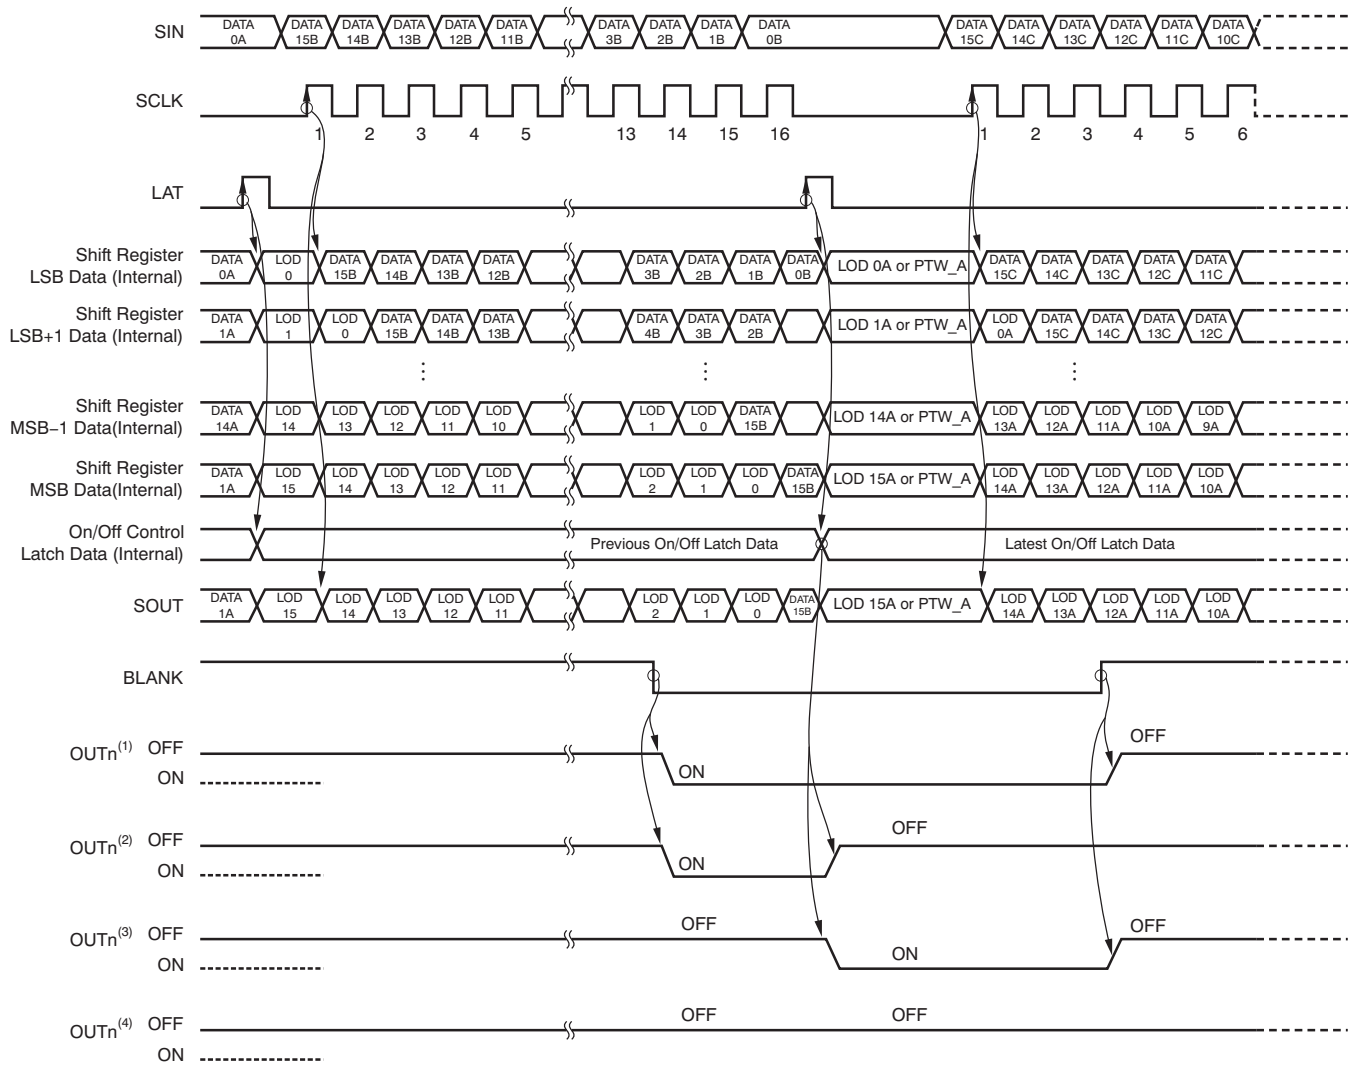 SIN
DATA 0A DATA 15B DATA 14B DATA 13B DATA 12B DATA 11B DATA 3B DATA 2B DATA 1B DATA 0B DATA 15C DATA 14C DATA 13C DATA 12C DATA 11C DATA 10C
SCLK
1 2 3 4 5 13 14 15 16 1 2 3 4 5 6
LAT
Shift Register
LSB Data (Internal)
DATA 0A LOD 0 DATA 15B DATA 14B DATA 13B DATA 12B DATA 3B DATA 2B DATA 1B DATA 0B LOD 0A or PTW_A DATA 15C DATA 14C DATA 13C DATA 12C DATA 11C
Shift Register
LSB+1 Data (Internal)
DATA 1A LOD 1 LOD 0 DATA 15B DATA 14B DATA 13B DATA 4B DATA 3B DATA 2B LOD 1A or PTW_A LOD 0A DATA 15C DATA 14C DATA 13C DATA 12C
Shift Register
MSB−1 Data(Internal)
DATA 14A LOD 14 LOD 13 LOD 12 LOD 11 LOD 10 LOD 1 LOD 0 DATA 15B LOD 14A or PTW_A LOD 13A LOD 12A LOD 11A LOD 10A LOD 9A
Shift Register
MSB Data(Internal)
DATA 1A LOD 15 LOD 14 LOD 13 LOD 12 LOD 11 LOD 2 LOD 1 LOD 0 DATA 15B LOD 15A or PTW_A LOD 14A LOD 13A LOD 12A LOD 11A LOD 10A
On/Off Control
Latch Data (Internal)
Previous On/Off Latch Data Latest On/Off Latch Data
SOUT
DATA 1A LOD 15 LOD 14 LOD 13 LOD 12 LOD 11 LOD 2 LOD 1 LOD 0 DATA 15B LOD 15A or PTW_A LOD 14A LOD 13A LOD 12A LOD 11A LOD 10A
BLANK
OUTn(1) OFF OFF
ON ON
OUTn(2) OFF OFF
ON ON
OUTn(3) OFF OFF OFF
ON ON
OUTn(4) OFF OFF OFF
ON